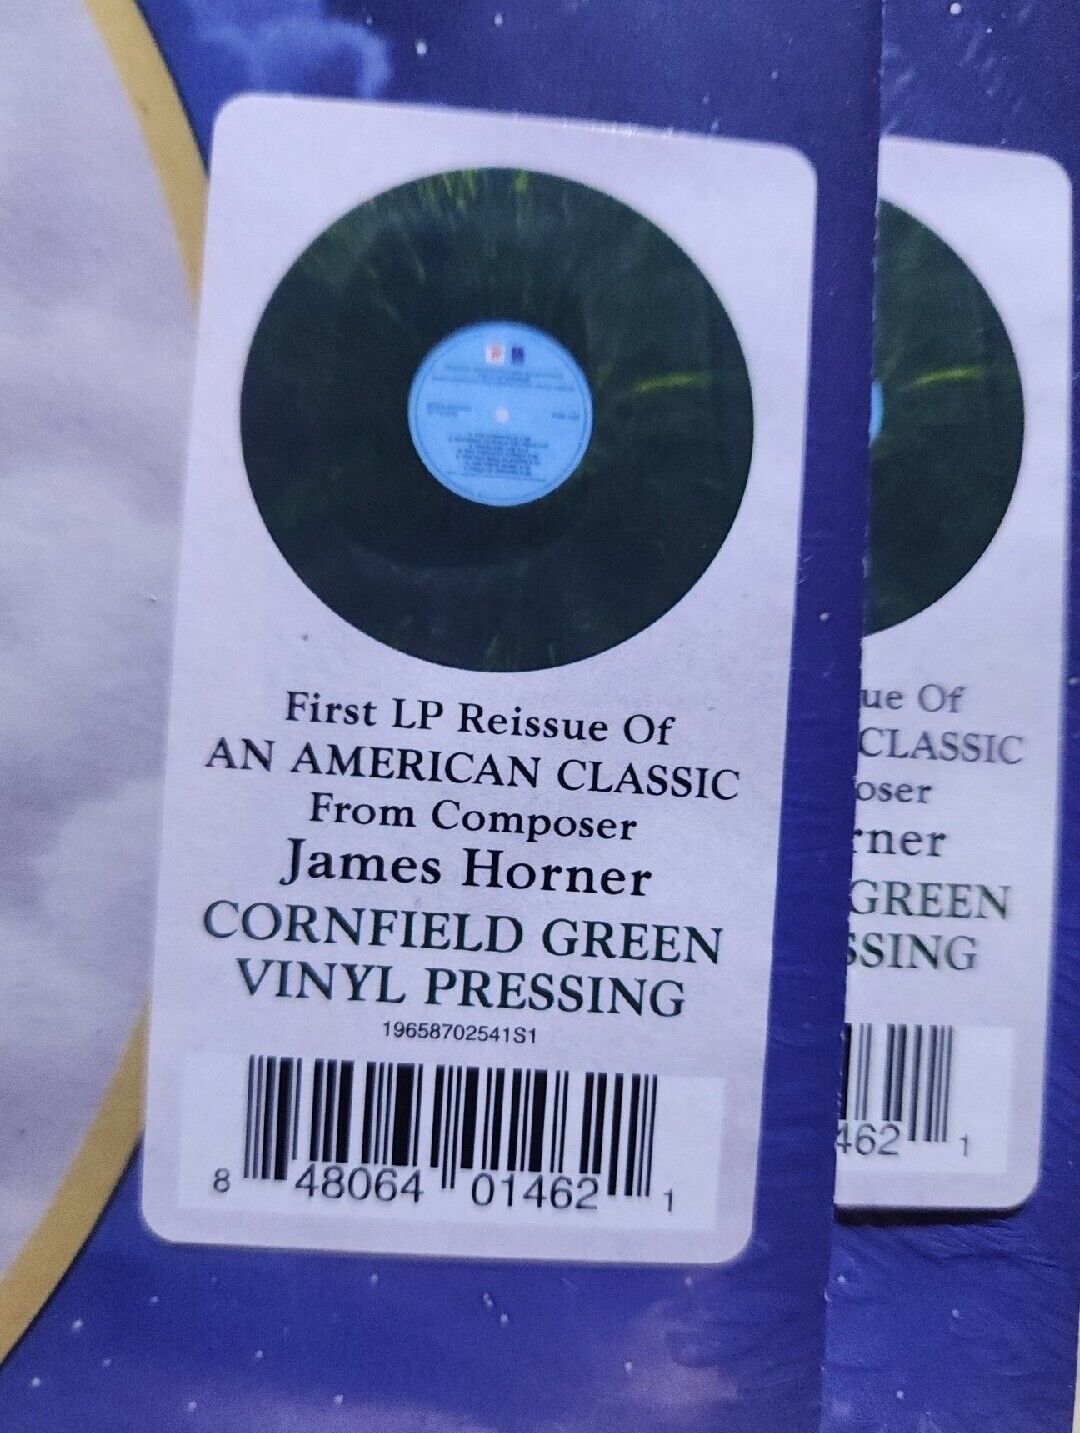 First LP Reissue Of
AN AMERICAN CLASSIC
From Composer
James Horner
CORNFIELD GREEN
VINYL PRESSING
19658702541S1
8 48064 01462 1
ue Of
CLASSIC
oser
rner
GREEN
SSING
462 1